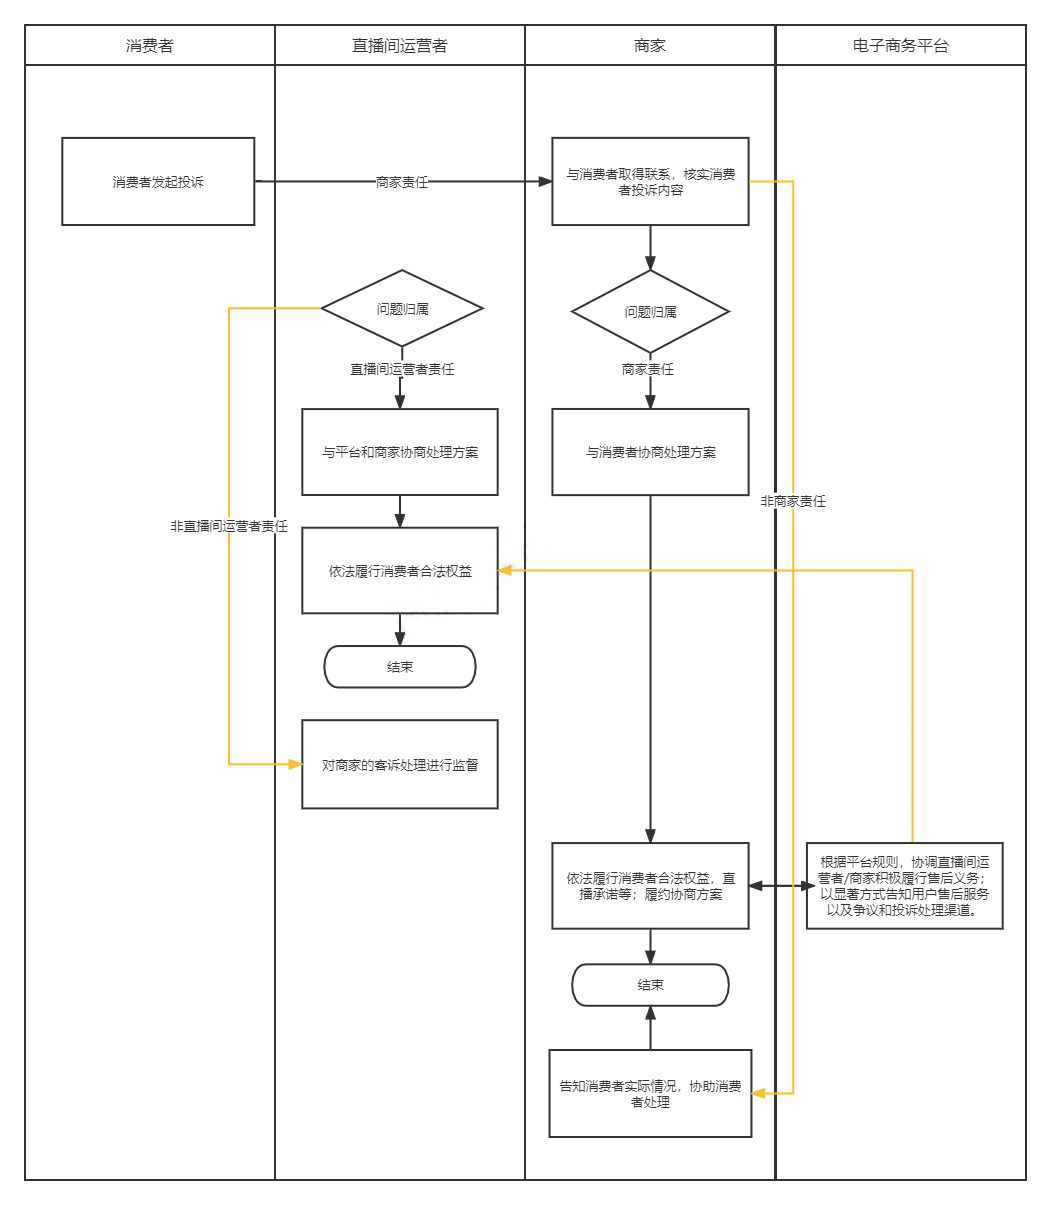 消费者
直播间运营者
商家
电子商务平台
消费者发起投诉
商家责任
与消费者取得联系，核实消费
者投诉内容
问题归属
问题归属
直播间运营者责任
商家责任
与平台和商家协商处理方案
与消费者协商处理方案
非商家责任
非直播间运营者责任
依法履行消费者合法权益
结束
对商家的客诉处理进行监督
依法履行消费者合法权益，直
播承诺等；履约协商方案
根据平台规则，协调直播间运
营者/商家积极履行售后义务；
以显著方式告知用户售后服务
以及争议和投诉处理渠道。
结束
告知消费者实际情况，协助消费
者处理